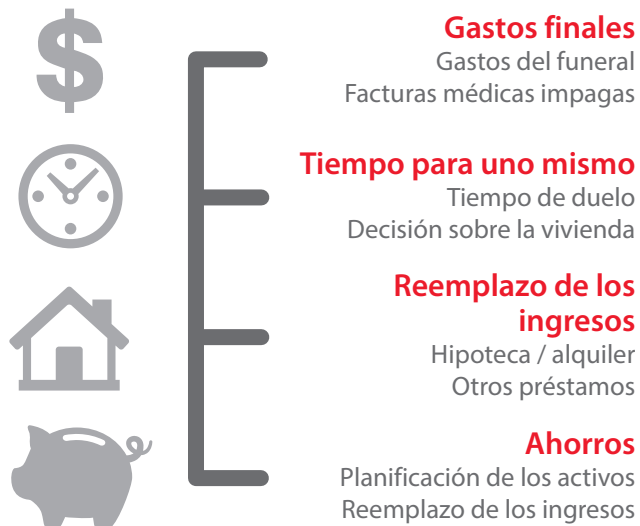 Gastos finales
Gastos del funeral
Facturas médicas impagas
Tiempo para uno mismo
Tiempo de duelo
Decisión sobre la vivienda
Reemplazo de los
ingresos
Hipoteca / alquiler
Otros préstamos
Ahorros
Planificación de los activos
Reemplazo de los ingresos